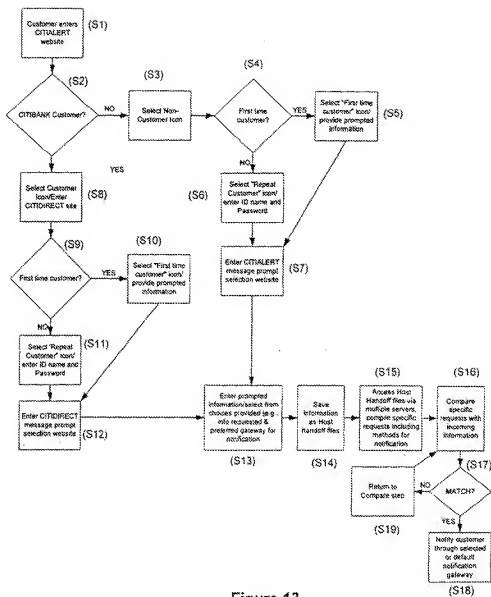 (S1)
Customer enters
CITIALERT
website
(S2)
CITIBANK Customer?
NO
YES
(S3)
Select Non-
Customer Icon
(S4)
First time
customer?
YES
NO
Select "First time
customer" icon/
provide prompted
information
(S5)
(S6)
Select "Repeat
Customer" icon/
enter ID name and
Password
Enter CITIALERT
message prompt
selection website
(S7)
(S8)
Select Customer
Icon/Enter
CITIDIRECT site
(S9)
First time customer?
YES
NO
(S10)
Select "First time
customer" icon/
provide prompted
information
(S11)
Select "Repeat
Customer" icon/
enter ID name and
Password
Enter CITIDIRECT
message prompt
selection website
(S12)
Enter prompted
information/select from
choices provided (e.g.,
info requested &
preferred gateway for
notification
(S13)
Save
information
as Host
handoff files
(S14)
(S15)
Access Host
Handoff files via
multiple servers,
compile specific
requests including
methods for
notification
(S16)
Compare
specific
requests with
incoming
information
(S17)
MATCH?
NO
YES
Return to
Compare step
(S19)
Notify customer
through selected
or default
notification
gateway
(S18)